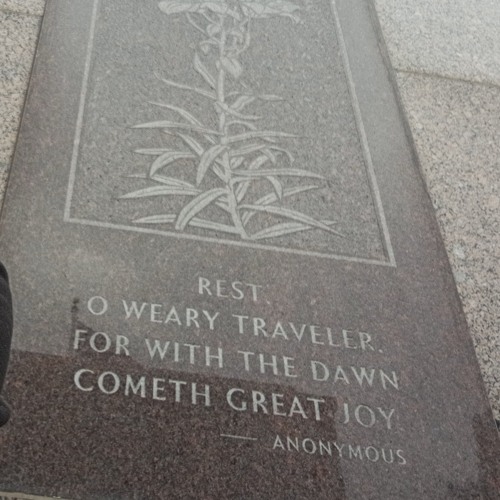 REST.
O WEARY TRAVELER.
FOR WITH THE DAWN
COMETH GREAT JOY.
— ANONYMOUS